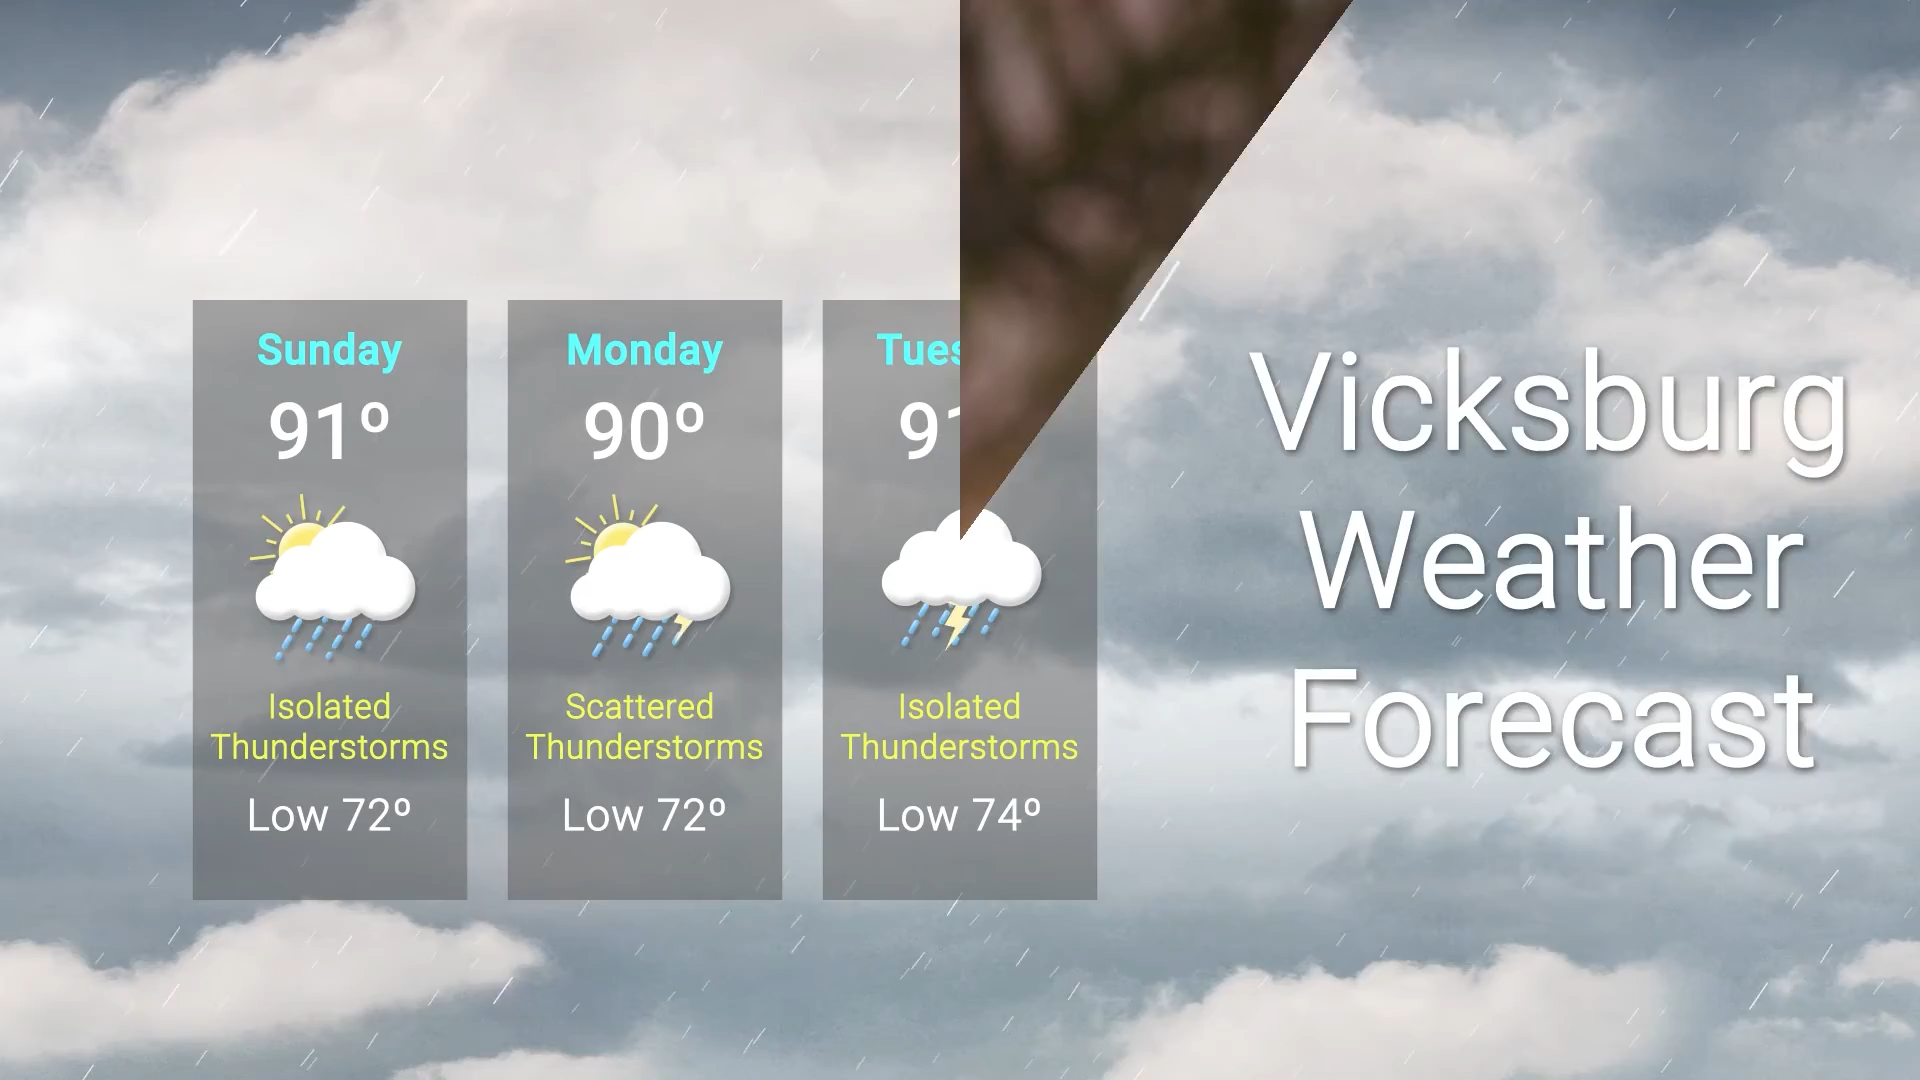 Sunday
91º
Isolated
Thunderstorms
Low 72º
Monday
90º
Scattered
Thunderstorms
Low 72º
Isolated
Thunderstorms
Low 74º
Vicksburg
Weather
Forecast